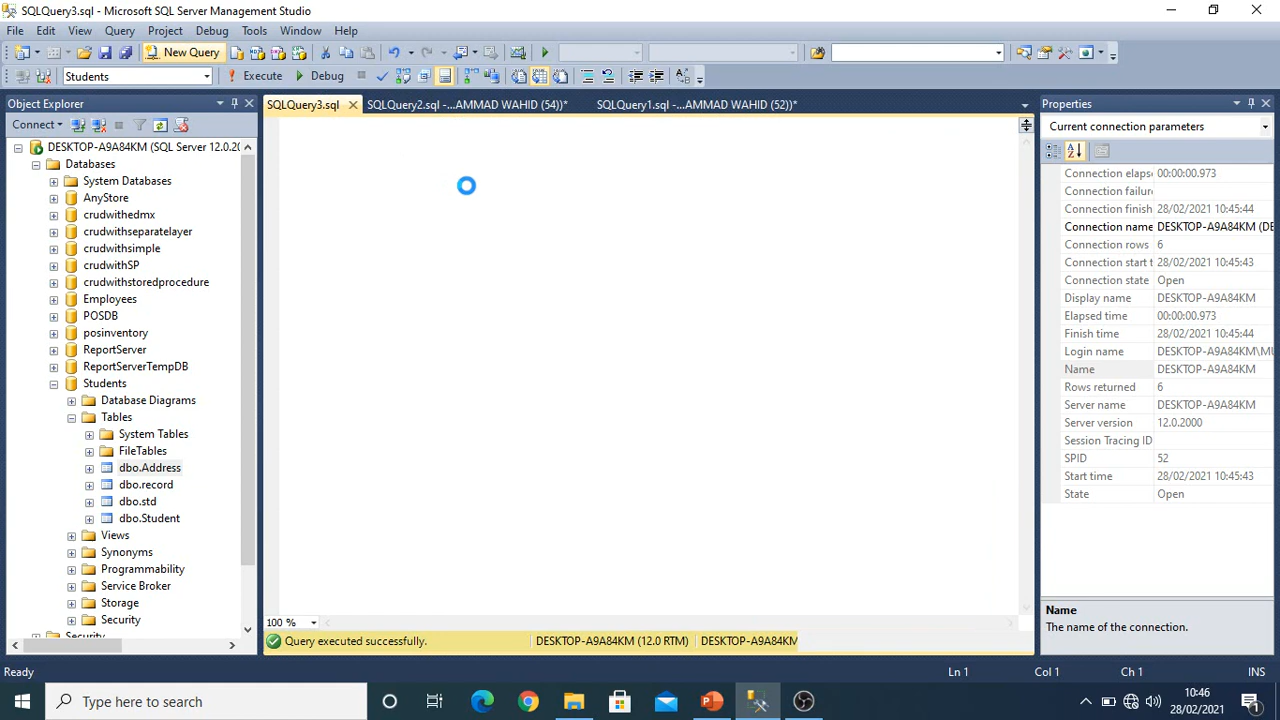 SQLQuery3.sql - Microsoft SQL Server Management Studio
File Edit View Query Project Debug Tools Window Help
New Query
Students Execute Debug
Object Explorer
SQLQuery3.sql
SQLQuery2.sql -...AMMAD WAHID (54))*
SQLQuery1.sql -...AMMAD WAHID (52))*
Properties
Connect
Current connection parameters
DESKTOP-A9A84KM (SQL Server 12.0.20
Databases
System Databases
AnyStore
crudwithedmx
crudwithseparatelayer
crudwithsimple
crudwithSP
crudwithstoredprocedure
Employees
POSDB
posinventory
ReportServer
ReportServerTempDB
Students
Database Diagrams
Tables
System Tables
FileTables
dbo.Address
dbo.record
dbo.std
dbo.Student
Views
Synonyms
Programmability
Service Broker
Storage
Security
Security
Connection elaps 00:00:00.973
Connection failur
Connection finish 28/02/2021 10:45:44
Connection name DESKTOP-A9A84KM (DE
Connection rows 6
Connection start t 28/02/2021 10:45:43
Connection state Open
Display name DESKTOP-A9A84KM
Elapsed time 00:00:00.973
Finish time 28/02/2021 10:45:44
Login name DESKTOP-A9A84KM\MU
Name DESKTOP-A9A84KM
Rows returned 6
Server name DESKTOP-A9A84KM
Server version 12.0.2000
Session Tracing ID
SPID 52
Start time 28/02/2021 10:45:43
State Open
Name
The name of the connection.
100 %
Query executed successfully. DESKTOP-A9A84KM (12.0 RTM) DESKTOP-A9A84KM
Ready Ln 1 Col 1 Ch 1 INS
Type here to search
10:46
28/02/2021
1